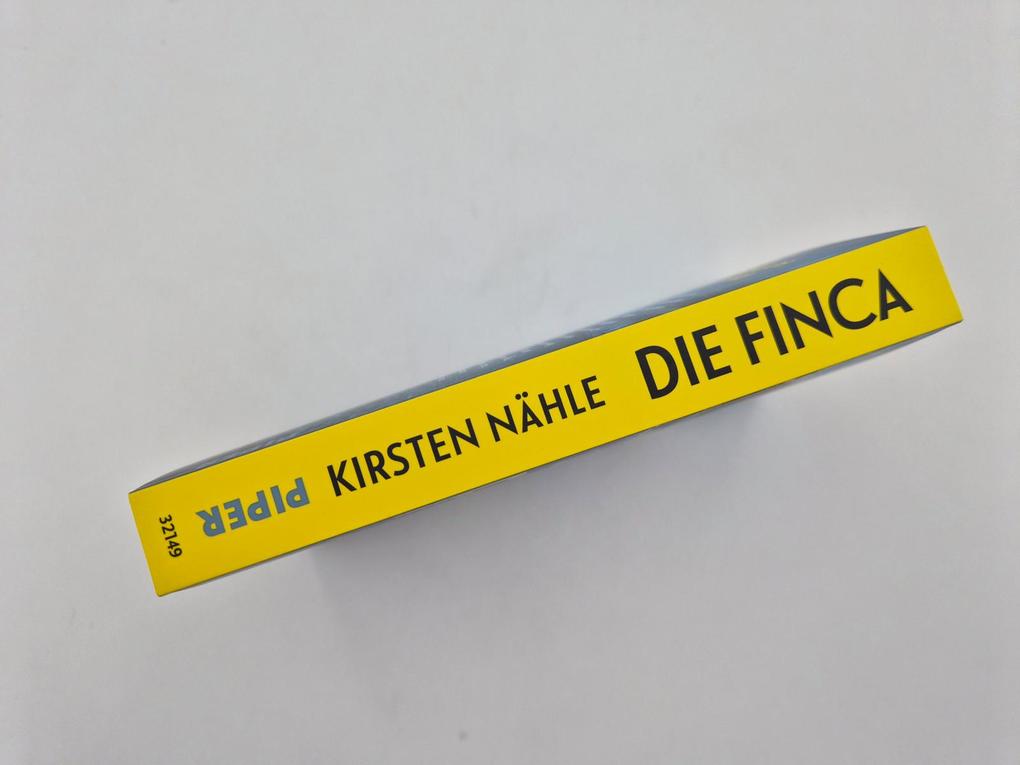 32149
PIPER
KIRSTEN NÄHLE
DIE FINCA